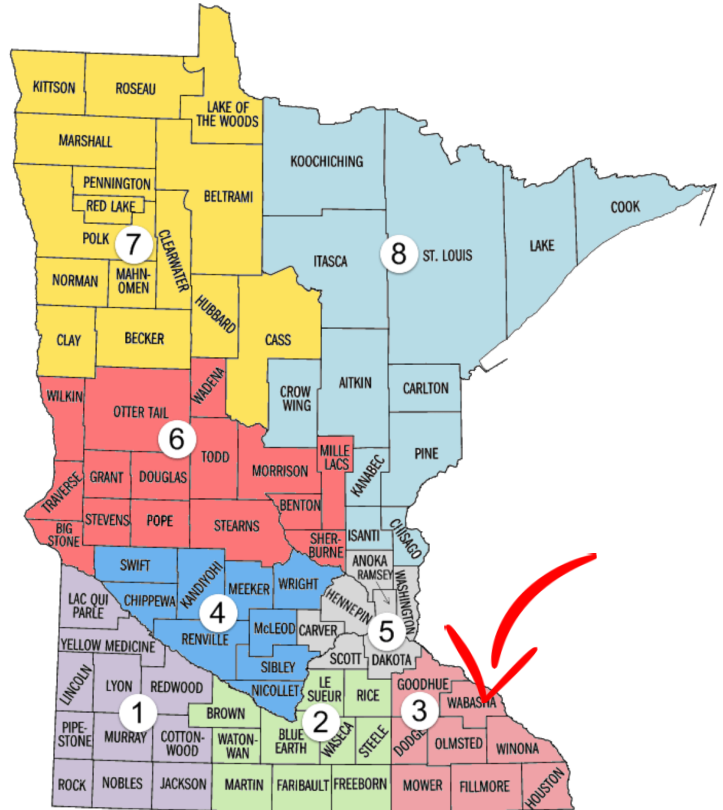 KITTSON
ROSEAU
LAKE OF
THE WOODS
MARSHALL
KOOCHICHING
PENNINGTON
BELTRAMI
RED LAKE
COOK
POLK
7
CLEARWATER
8
ST. LOUIS
LAKE
ITASCA
NORMAN
MAHN-
OMEN
HUBBARD
CLAY
BECKER
CASS
WADENA
AITKIN
CARLTON
WILKIN
CROW
WING
OTTER TAIL
6
TODD
MILLE
LACS
PINE
MORRISON
KANABEC
TRAVERSE
GRANT
DOUGLAS
BENTON
STEVENS
POPE
STEARNS
BIG
STONE
SHER-
BURNE
ISANTI
CHISAGO
SWIFT
KANDIYOHI
ANOKA
RAMSEY
WASHINGTON
MEEKER
WRIGHT
LAC QUI
PARLE
CHIPPEWA
HENNEPIN
4
McLEOD
CARVER
5
RENVILLE
YELLOW MEDICINE
SCOTT
DAKOTA
SIBLEY
LINCOLN
LYON
REDWOOD
NICOLLET
LE
SUEUR
RICE
GOODHUE
WABASHA
1
BROWN
2
3
PIPE-
STONE
MURRAY
COTTON-
WOOD
WATON-
WAN
BLUE
EARTH
WASECA
STEELE
DODGE
OLMSTED
WINONA
ROCK
NOBLES
JACKSON
MARTIN
FARIBAULT
FREEBORN
MOWER
FILLMORE
HOUSTON